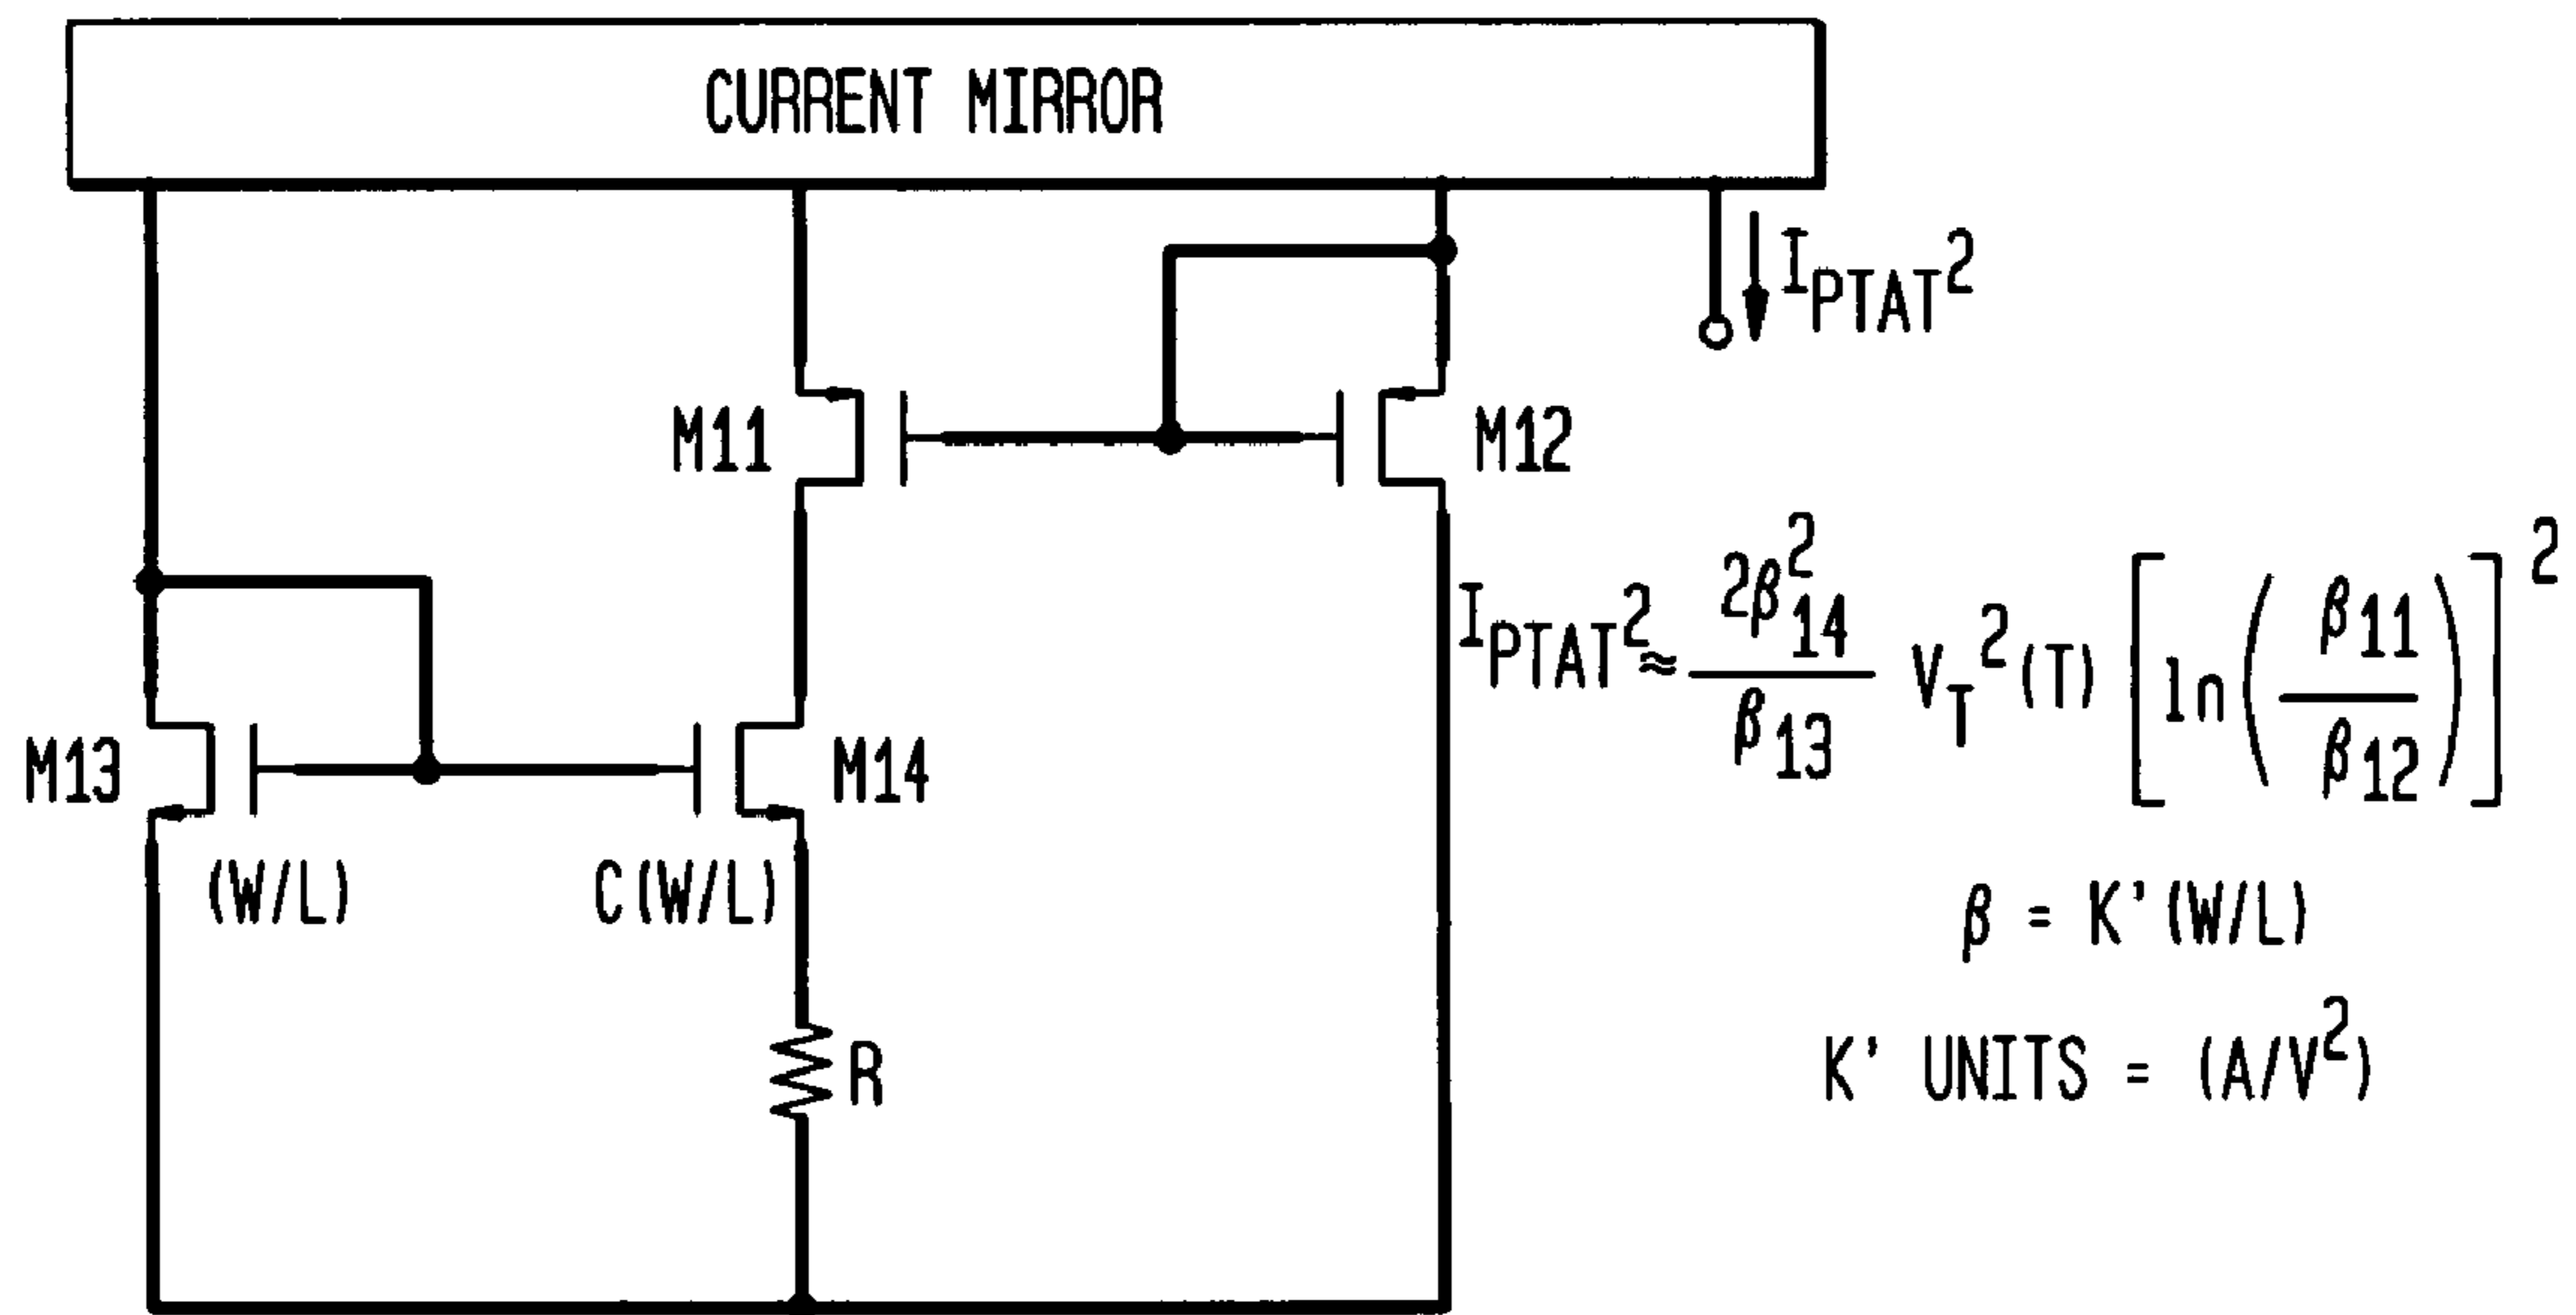 CURRENT MIRROR
I_PTAT^2
M11
M12
I_PTAT^2 ≈ 2β_14^2 / β_13 V_T^2 (T) [ln(β_11 / β_12)]^2
M13
M14
(W/L)
C(W/L)
β = K'(W/L)
R
K' UNITS = (A/V^2)